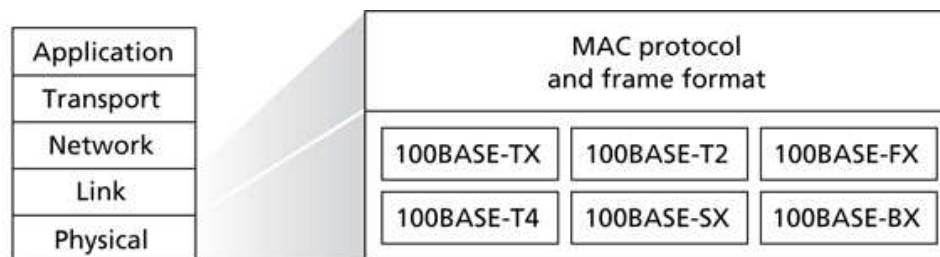 Application
Transport
Network
Link
Physical
MAC protocol
and frame format
100BASE-TX
100BASE-T2
100BASE-FX
100BASE-T4
100BASE-SX
100BASE-BX